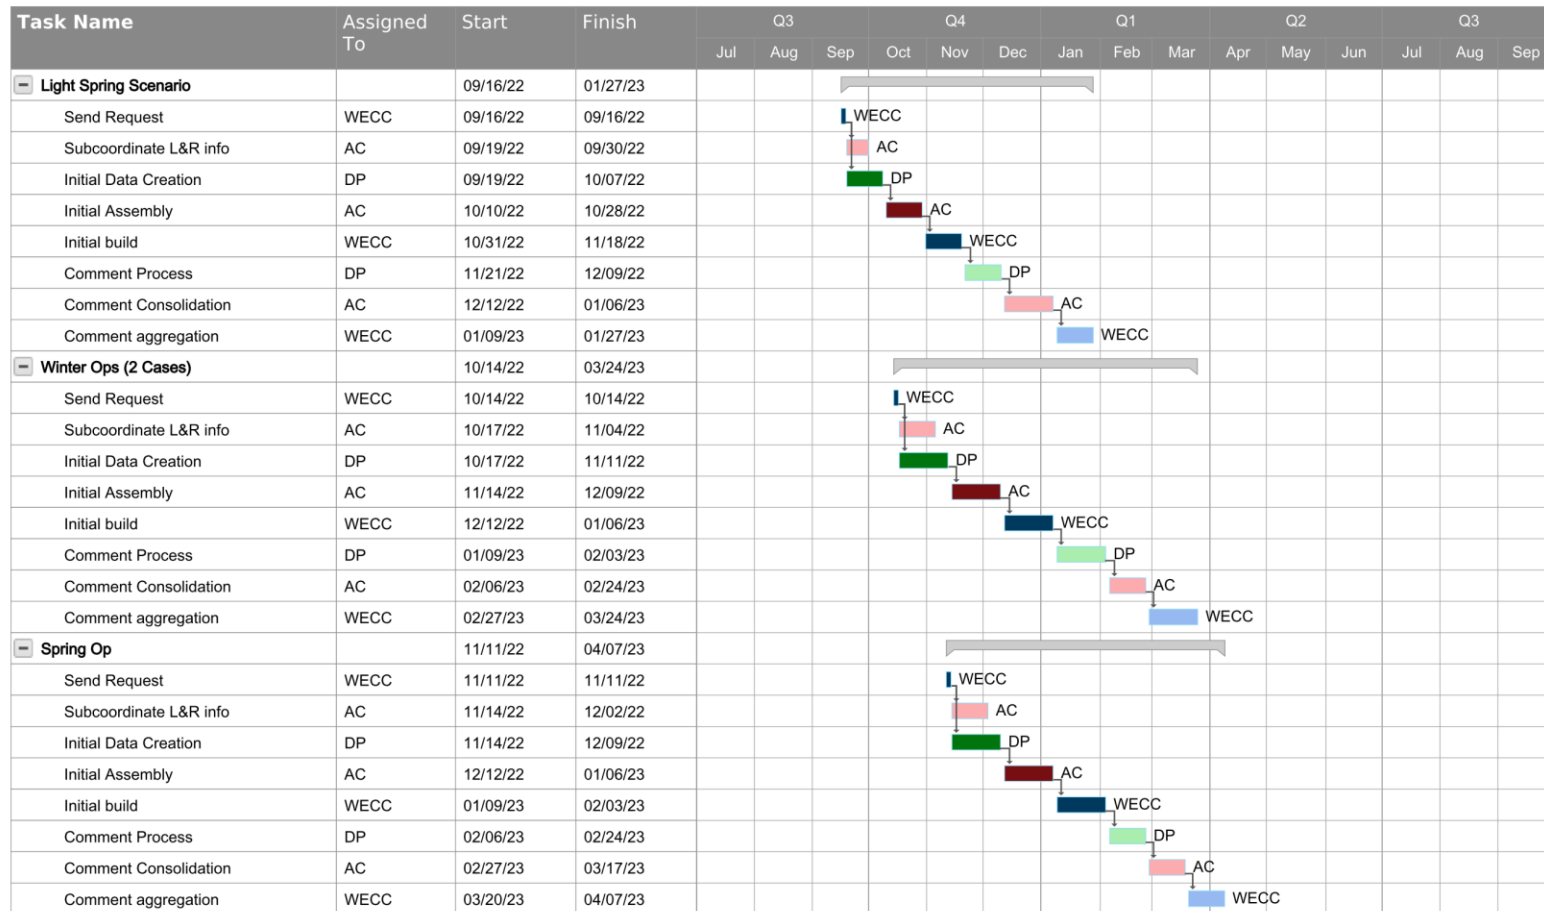 Task Name Assigned To Start Finish Q3 Q4 Q1 Q2 Q3
Jul Aug Sep Oct Nov Dec Jan Feb Mar Apr May Jun Jul Aug Sep
Light Spring Scenario 09/16/22 01/27/23
Send Request WECC 09/16/22 09/16/22 WECC
Subcoordinate L&R info AC 09/19/22 09/30/22 AC
Initial Data Creation DP 09/19/22 10/07/22 DP
Initial Assembly AC 10/10/22 10/28/22 AC
Initial build WECC 10/31/22 11/18/22 WECC
Comment Process DP 11/21/22 12/09/22 DP
Comment Consolidation AC 12/12/22 01/06/23 AC
Comment aggregation WECC 01/09/23 01/27/23 WECC
Winter Ops (2 Cases) 10/14/22 03/24/23
Send Request WECC 10/14/22 10/14/22 WECC
Subcoordinate L&R info AC 10/17/22 11/04/22 AC
Initial Data Creation DP 10/17/22 11/11/22 DP
Initial Assembly AC 11/14/22 12/09/22 AC
Initial build WECC 12/12/22 01/06/23 WECC
Comment Process DP 01/09/23 02/03/23 DP
Comment Consolidation AC 02/06/23 02/24/23 AC
Comment aggregation WECC 02/27/23 03/24/23 WECC
Spring Op 11/11/22 04/07/23
Send Request WECC 11/11/22 11/11/22 WECC
Subcoordinate L&R info AC 11/14/22 12/02/22 AC
Initial Data Creation DP 11/14/22 12/09/22 DP
Initial Assembly AC 12/12/22 01/06/23 AC
Initial build WECC 01/09/23 02/03/23 WECC
Comment Process DP 02/06/23 02/24/23 DP
Comment Consolidation AC 02/27/23 03/17/23 AC
Comment aggregation WECC 03/20/23 04/07/23 WECC